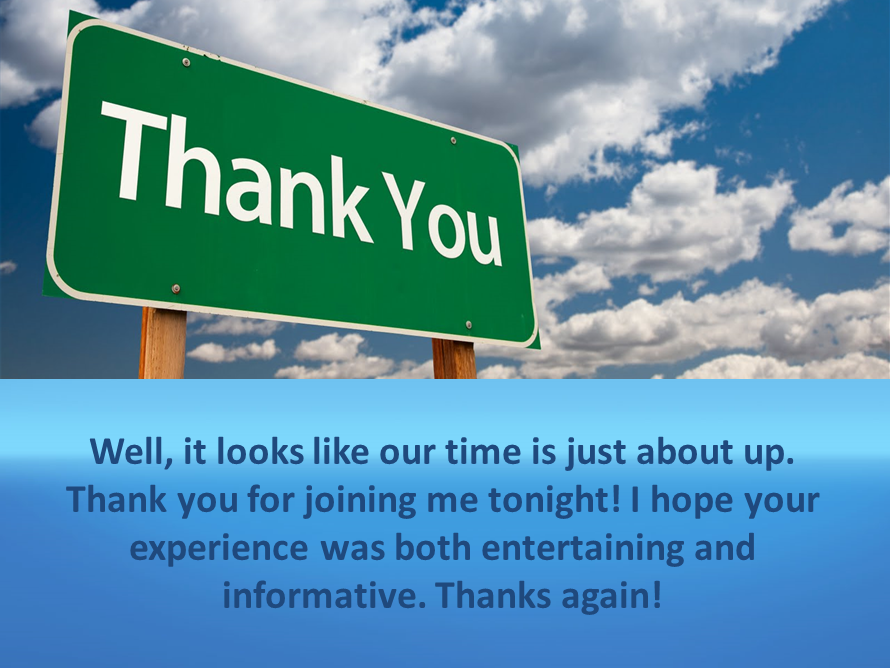 Thank You
Well, it looks like our time is just about up.
Thank you for joining me tonight! I hope your
experience was both entertaining and
informative. Thanks again!